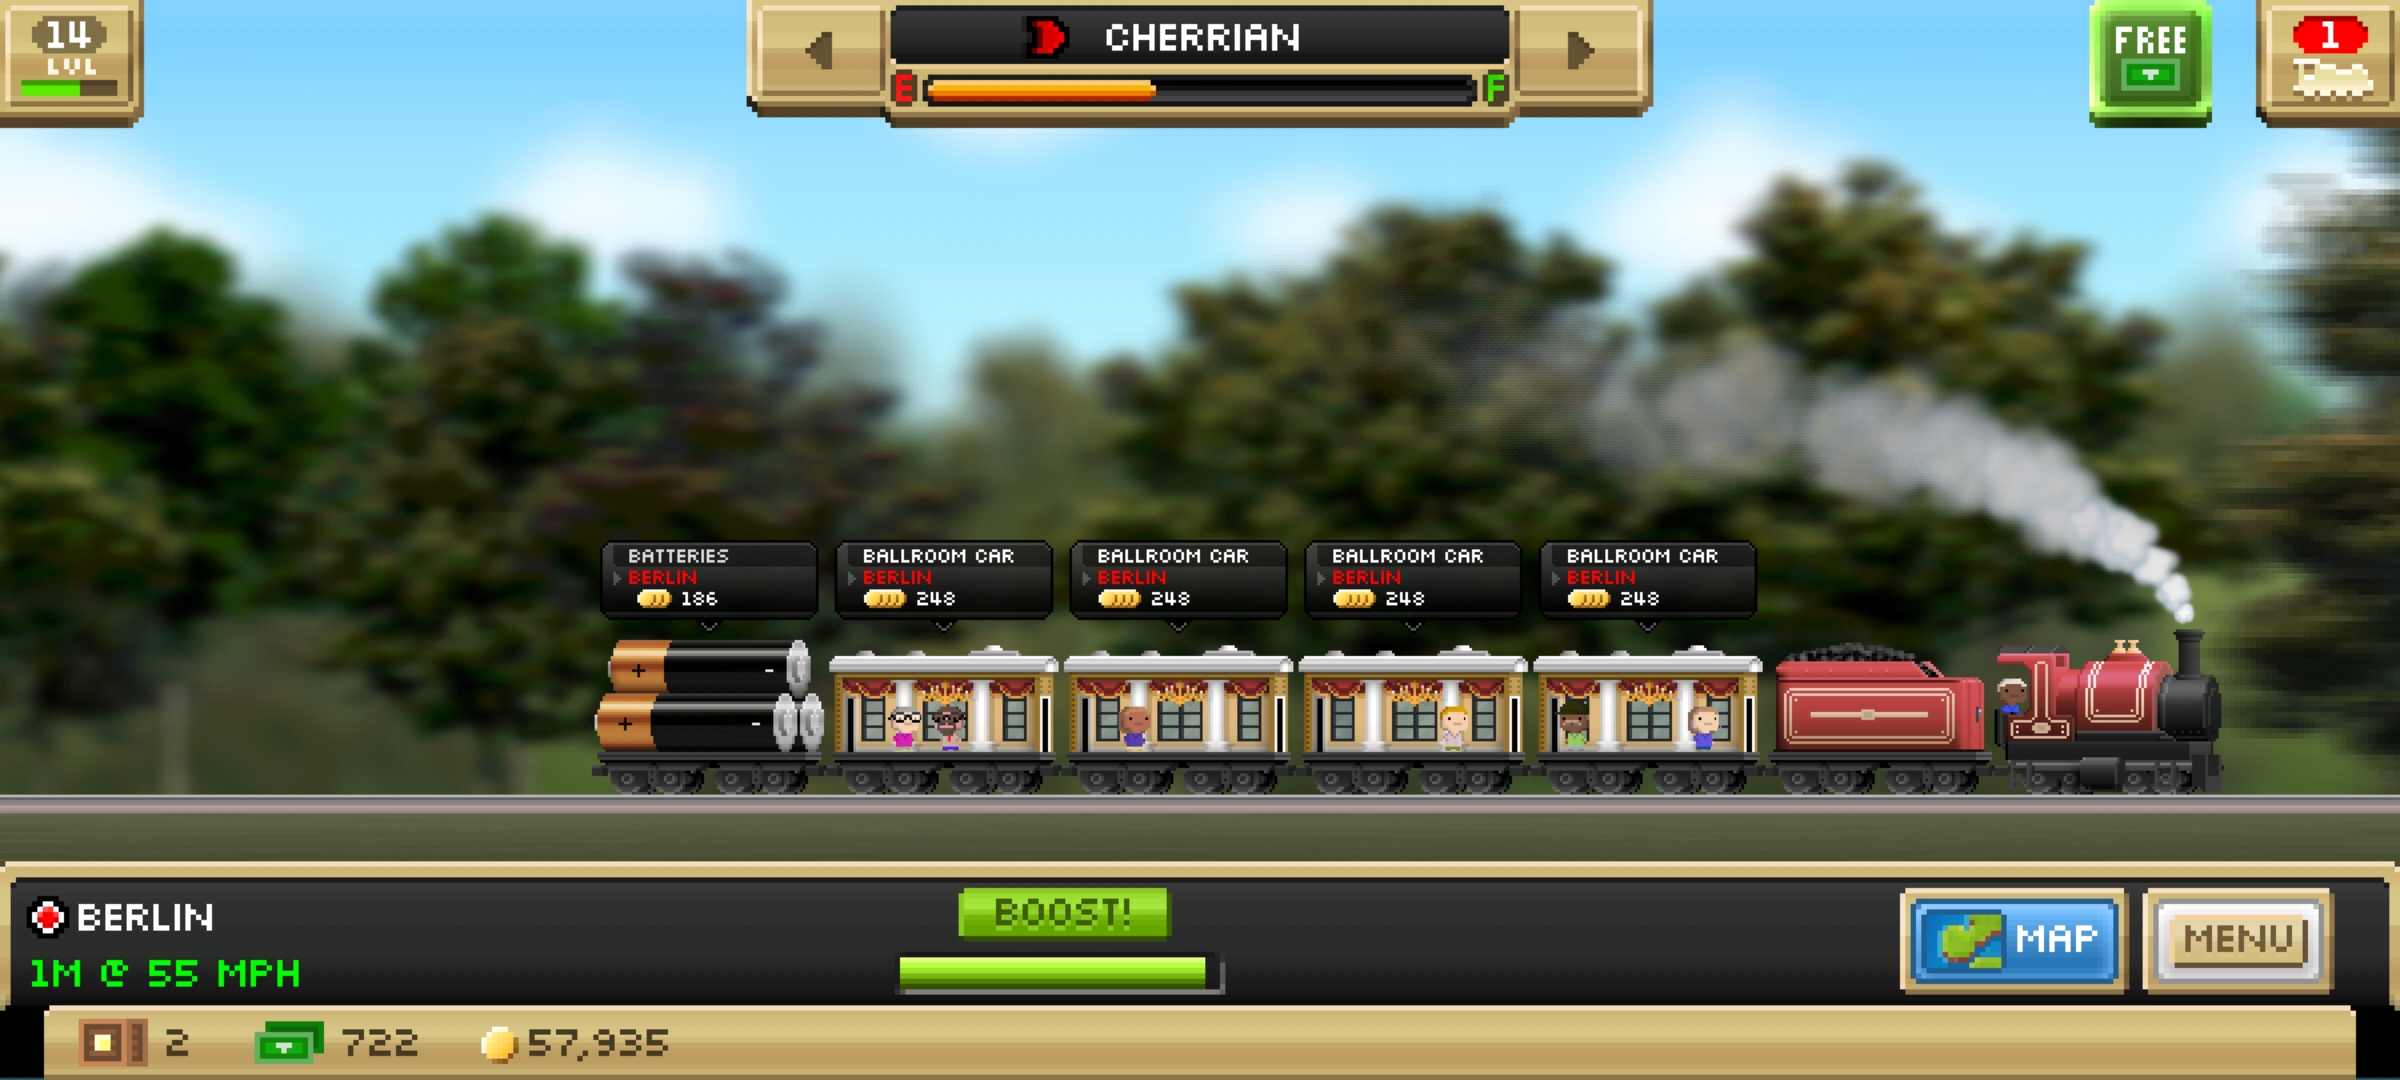 14
LVL
CHERRIAN
E F
FREE
1
BATTERIES
BERLIN
186
BALLROOM CAR
BERLIN
248
BALLROOM CAR
BERLIN
248
BALLROOM CAR
BERLIN
248
BALLROOM CAR
BERLIN
248
+ -
+ -
BERLIN
1M @ 55 MPH
BOOST!
MAP
MENU
2
722
57,935